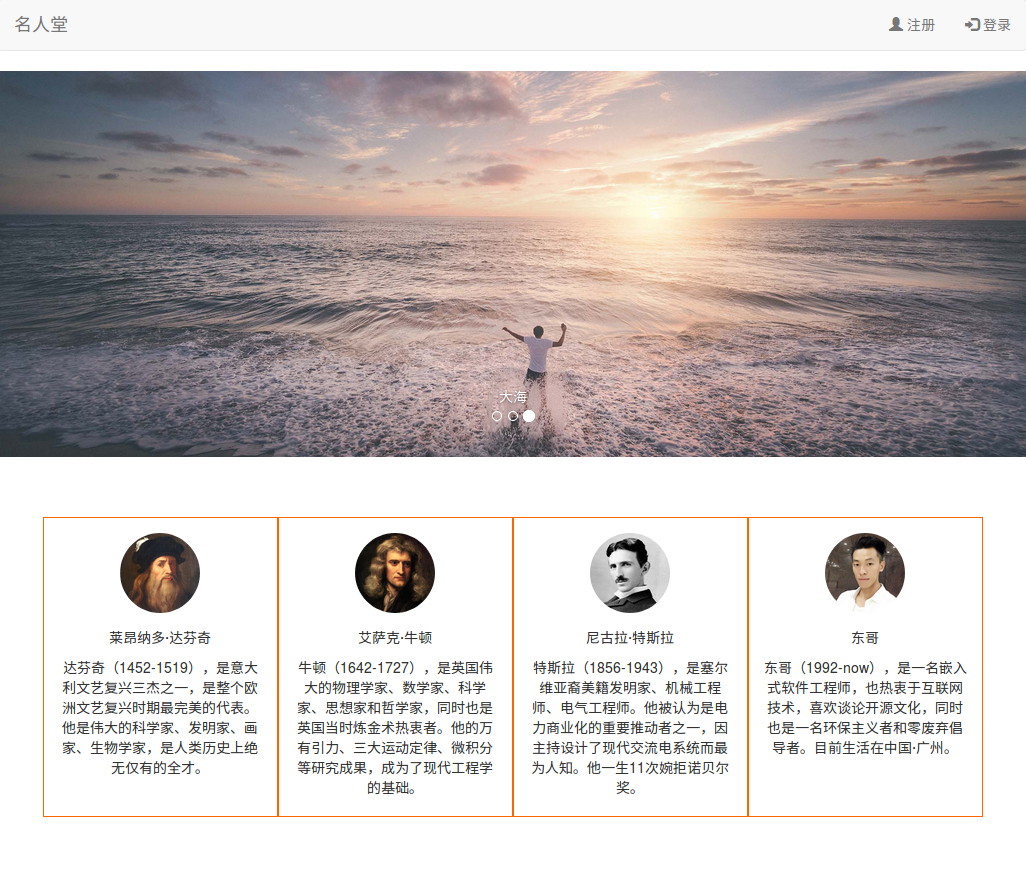 名人堂
注册
登录
大海
莱昂纳多·达芬奇
达芬奇（1452-1519），是意大
利文艺复兴三杰之一，是整个欧
洲文艺复兴时期最完美的代表。
他是伟大的科学家、发明家、画
家、生物学家，是人类历史上绝
无仅有的全才。
艾萨克·牛顿
牛顿（1642-1727），是英国伟
大的物理学家、数学家、科学
家、思想家和哲学家，同时也是
英国当时炼金术热衷者。他的万
有引力、三大运动定律、微积分
等研究成果，成为了现代工程学
的基础。
尼古拉·特斯拉
特斯拉（1856-1943），是塞尔
维亚裔美籍发明家、机械工程
师、电气工程师。他被认为是电
力商业化的重要推动者之一，因
主持设计了现代交流电系统而最
为人知。他一生11次婉拒诺贝尔
奖。
东哥
东哥（1992-now），是一名嵌入
式软件工程师，也热衷于互联网
技术，喜欢谈论开源文化，同时
也是一名环保主义者和零废弃倡
导者。目前生活在中国·广州。